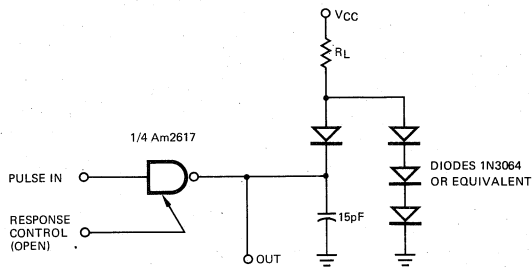 VCC
RL
1/4 Am2617
PULSE IN
DIODES 1N3064
OR EQUIVALENT
RESPONSE
CONTROL
(OPEN)
15pF
OUT